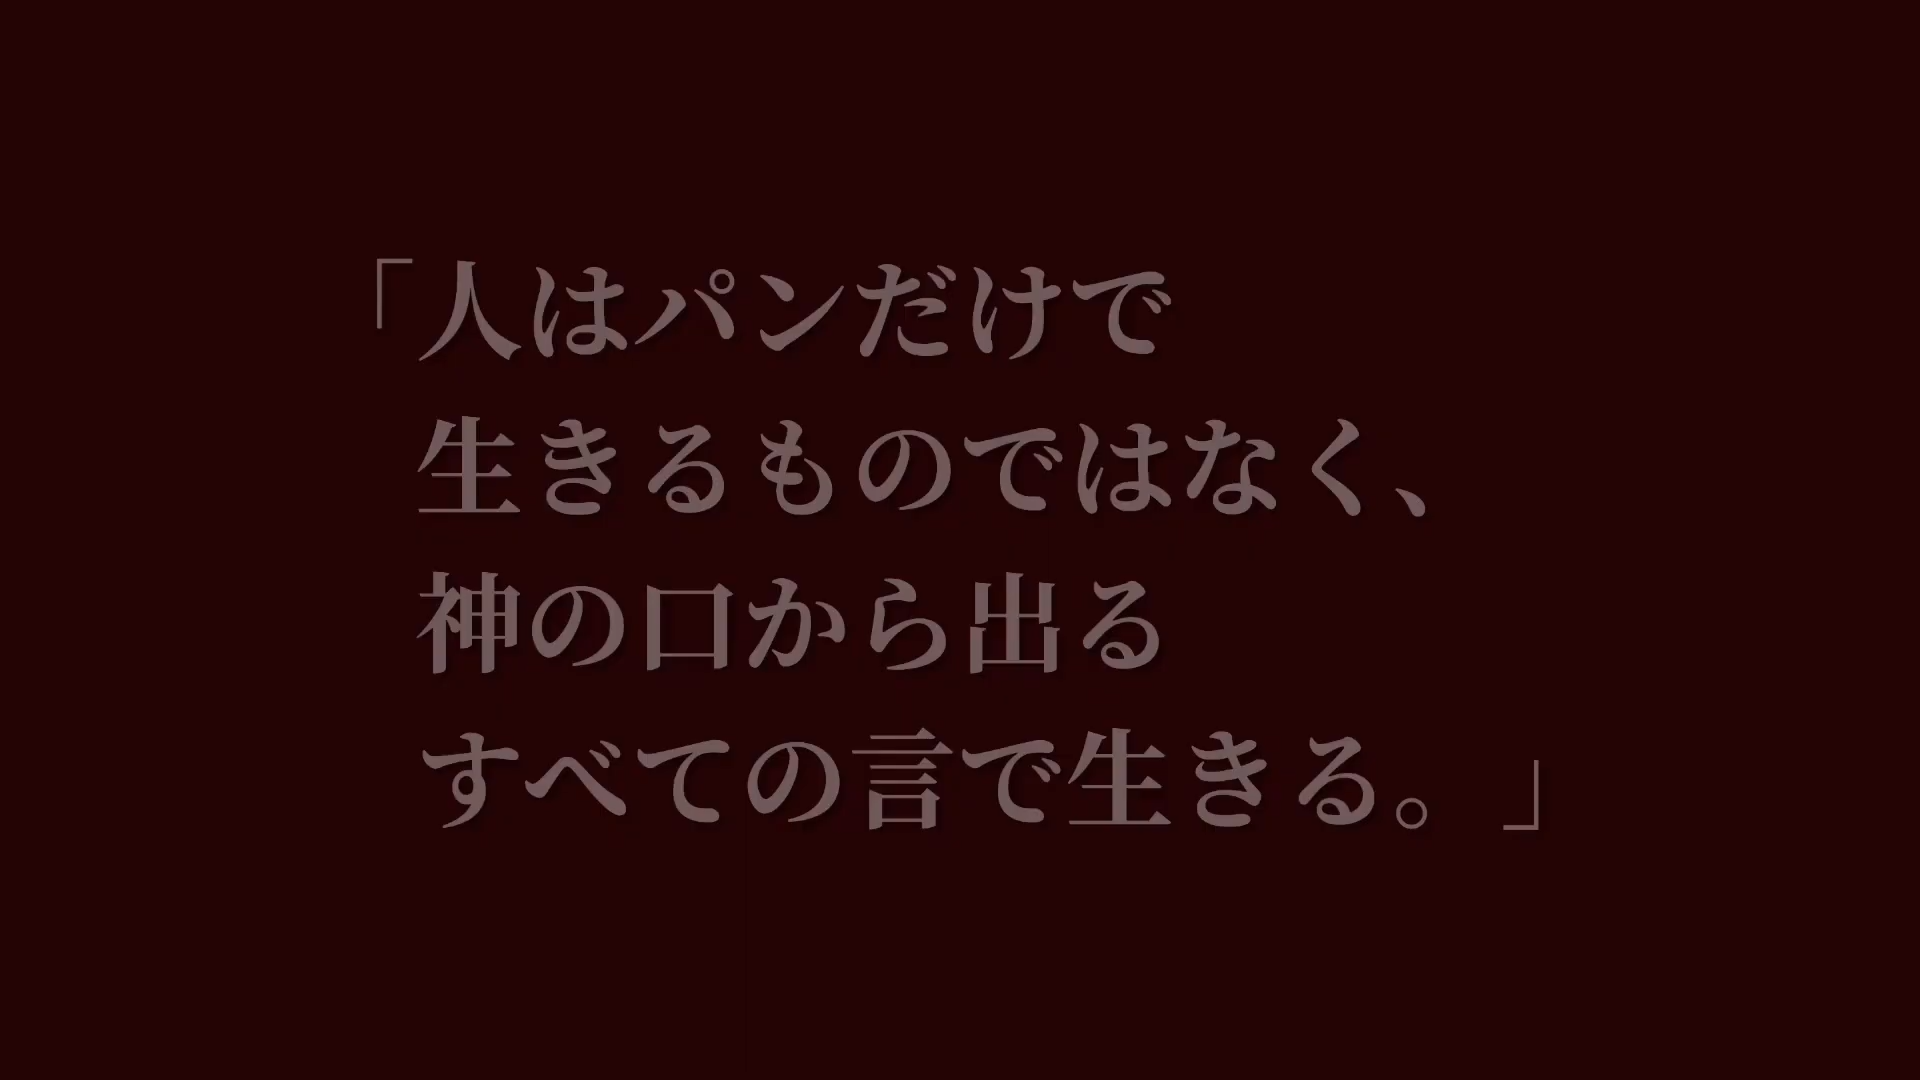 「人はパンだけで
生きるものではなく、
神の口から出る
すべての言で生きる。」